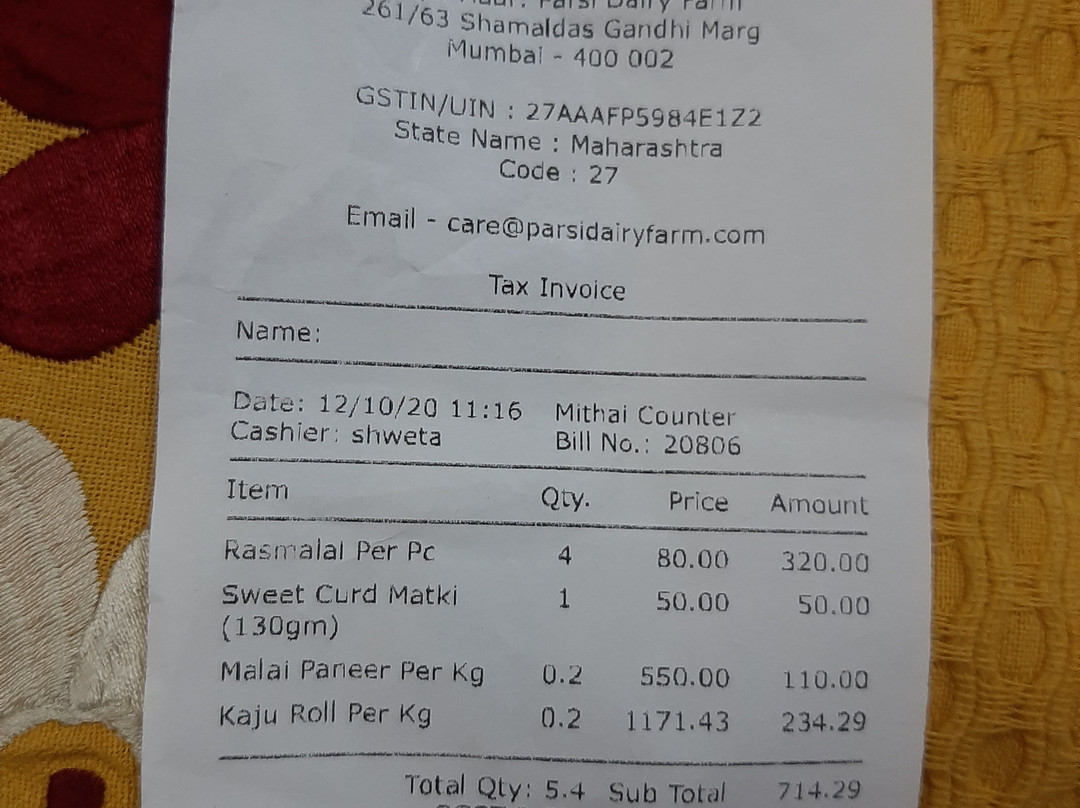 Parsi Dairy Farm
261/63 Shamaldas Gandhi Marg
Mumbai - 400 002
GSTIN/UIN : 27AAAFP5984E1Z2
State Name : Maharashtra
Code : 27
Email - care@parsidairyfarm.com
Tax Invoice
Name:
Date: 12/10/20 11:16 Mithai Counter
Cashier: shweta Bill No.: 20806
Item Qty. Price Amount
Rasmalal Per Pc 4 80.00 320.00
Sweet Curd Matki 1 50.00 50.00
(130gm)
Malai Paneer Per Kg 0.2 550.00 110.00
Kaju Roll Per Kg 0.2 1171.43 234.29
Total Qty: 5.4 Sub Total 714.29